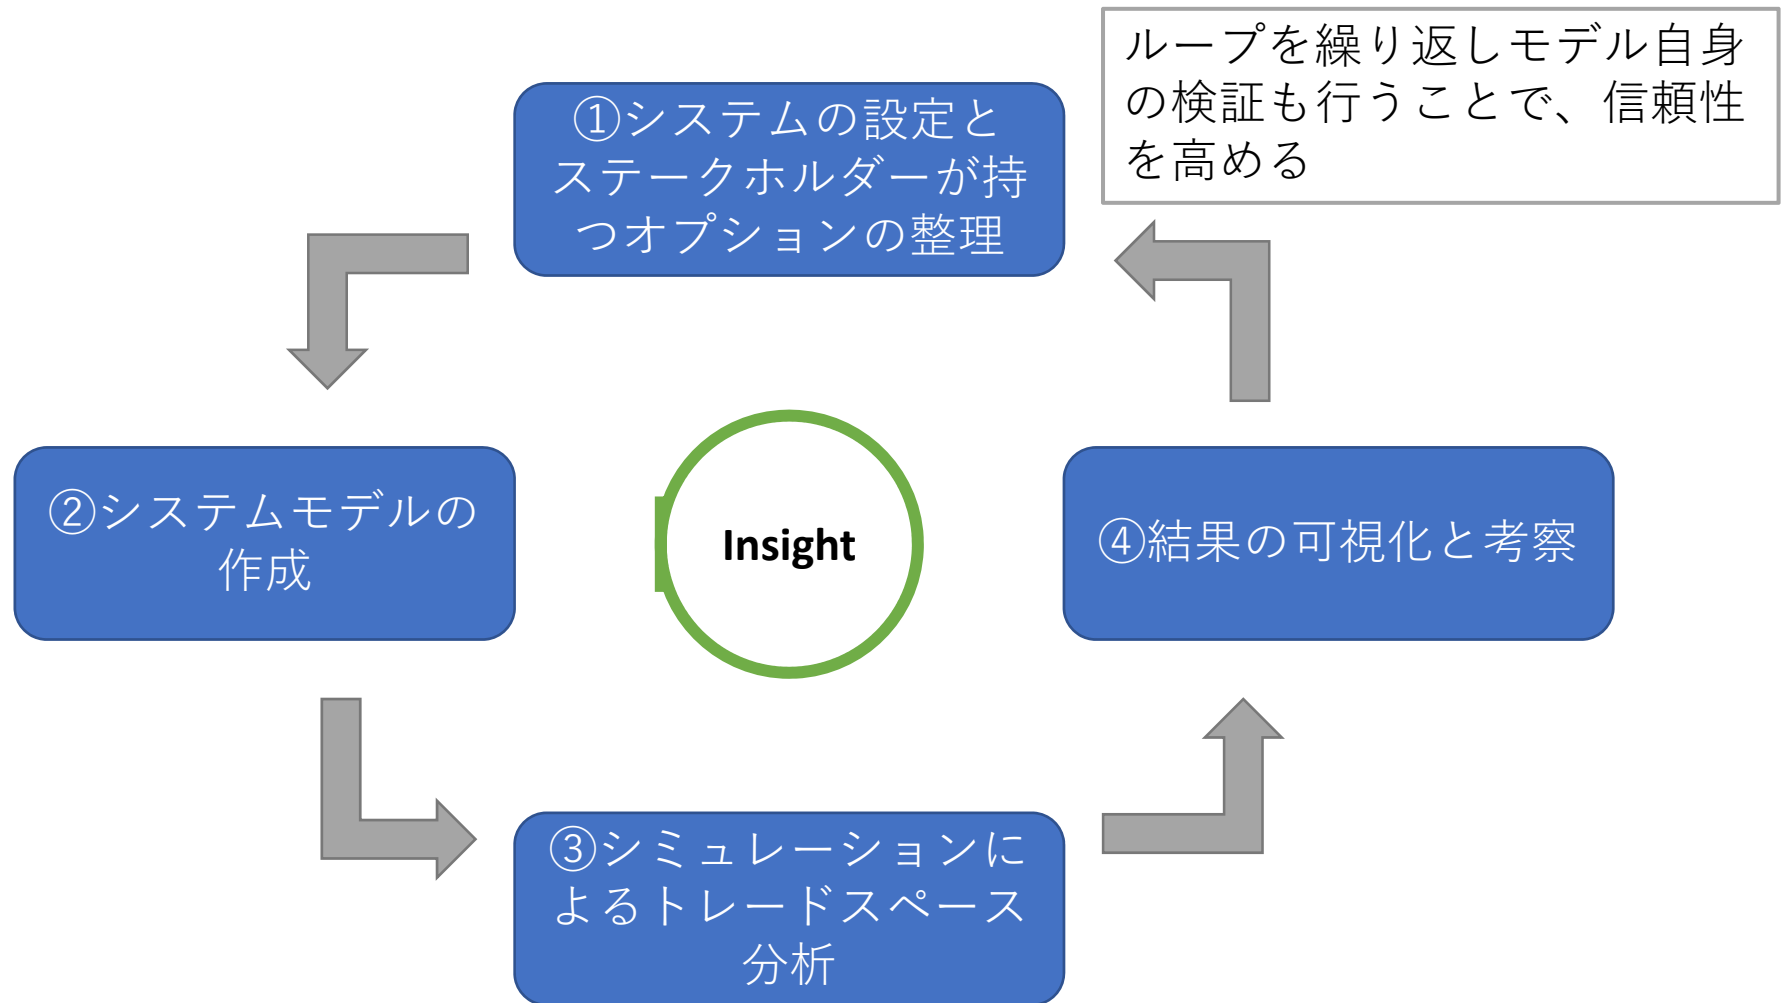 ループを繰り返しモデル自身
の検証も行うことで、信頼性
を高める
①システムの設定と
ステークホルダーが持
つオプションの整理
②システムモデルの
作成
Insight
④結果の可視化と考察
③シミュレーションに
よるトレードスペース
分析